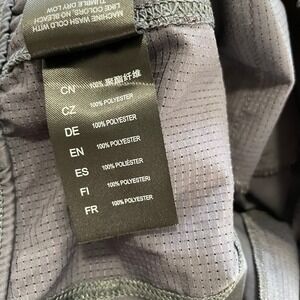 MACHINE WASH COLD WITH
LIKE COLORS, NO BLEACH
TUMBLE DRY LOW
CN 100% 聚酯纤维
CZ 100% POLYESTER
DE 100% POLYESTER
EN 100% POLYESTER
ES 100% POLIÉSTER
FI 100% POLYESTERI
FR 100% POLYESTER